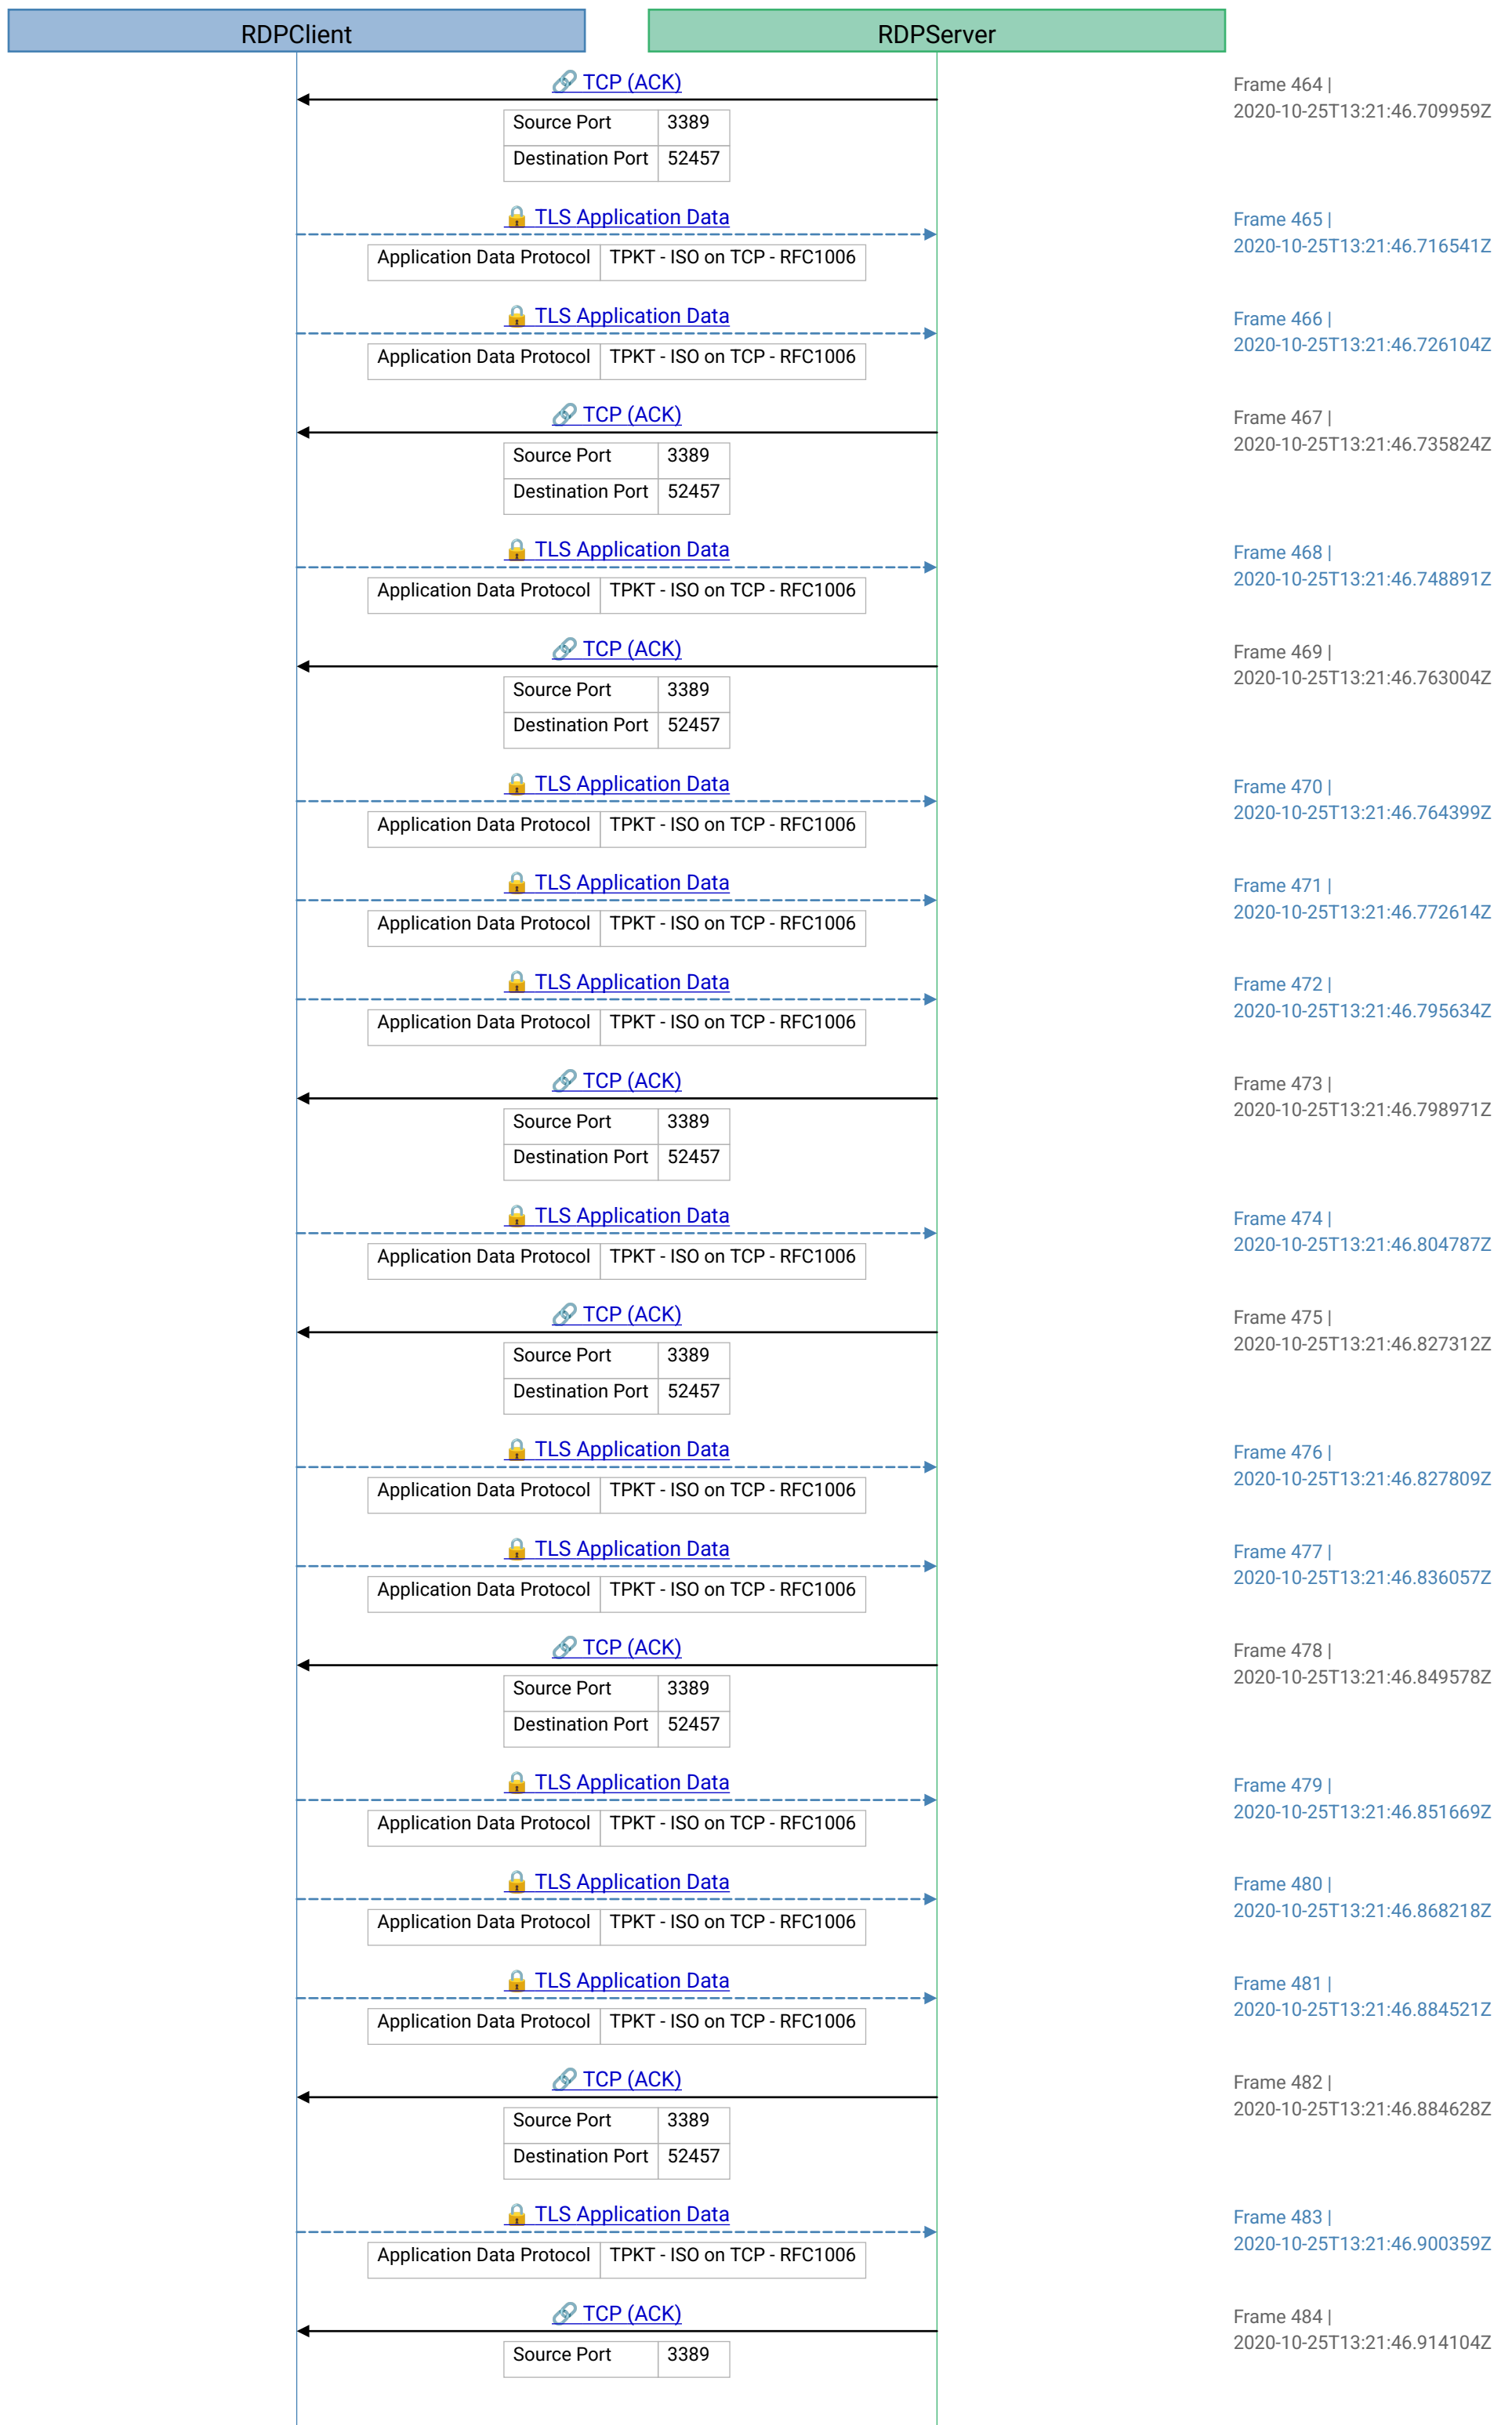 RDPClient RDPServer
🔗 TCP (ACK) Frame 464 |
2020-10-25T13:21:46.709959Z
Source Port 3389
Destination Port 52457
🔒 TLS Application Data Frame 465 |
2020-10-25T13:21:46.716541Z
Application Data Protocol TPKT - ISO on TCP - RFC1006
🔒 TLS Application Data Frame 466 |
2020-10-25T13:21:46.726104Z
Application Data Protocol TPKT - ISO on TCP - RFC1006
🔗 TCP (ACK) Frame 467 |
2020-10-25T13:21:46.735824Z
Source Port 3389
Destination Port 52457
🔒 TLS Application Data Frame 468 |
2020-10-25T13:21:46.748891Z
Application Data Protocol TPKT - ISO on TCP - RFC1006
🔗 TCP (ACK) Frame 469 |
2020-10-25T13:21:46.763004Z
Source Port 3389
Destination Port 52457
🔒 TLS Application Data Frame 470 |
2020-10-25T13:21:46.764399Z
Application Data Protocol TPKT - ISO on TCP - RFC1006
🔒 TLS Application Data Frame 471 |
2020-10-25T13:21:46.772614Z
Application Data Protocol TPKT - ISO on TCP - RFC1006
🔒 TLS Application Data Frame 472 |
2020-10-25T13:21:46.795634Z
Application Data Protocol TPKT - ISO on TCP - RFC1006
🔗 TCP (ACK) Frame 473 |
2020-10-25T13:21:46.798971Z
Source Port 3389
Destination Port 52457
🔒 TLS Application Data Frame 474 |
2020-10-25T13:21:46.804787Z
Application Data Protocol TPKT - ISO on TCP - RFC1006
🔗 TCP (ACK) Frame 475 |
2020-10-25T13:21:46.827312Z
Source Port 3389
Destination Port 52457
🔒 TLS Application Data Frame 476 |
2020-10-25T13:21:46.827809Z
Application Data Protocol TPKT - ISO on TCP - RFC1006
🔒 TLS Application Data Frame 477 |
2020-10-25T13:21:46.836057Z
Application Data Protocol TPKT - ISO on TCP - RFC1006
🔗 TCP (ACK) Frame 478 |
2020-10-25T13:21:46.849578Z
Source Port 3389
Destination Port 52457
🔒 TLS Application Data Frame 479 |
2020-10-25T13:21:46.851669Z
Application Data Protocol TPKT - ISO on TCP - RFC1006
🔒 TLS Application Data Frame 480 |
2020-10-25T13:21:46.868218Z
Application Data Protocol TPKT - ISO on TCP - RFC1006
🔒 TLS Application Data Frame 481 |
2020-10-25T13:21:46.884521Z
Application Data Protocol TPKT - ISO on TCP - RFC1006
🔗 TCP (ACK) Frame 482 |
2020-10-25T13:21:46.884628Z
Source Port 3389
Destination Port 52457
🔒 TLS Application Data Frame 483 |
2020-10-25T13:21:46.900359Z
Application Data Protocol TPKT - ISO on TCP - RFC1006
🔗 TCP (ACK) Frame 484 |
2020-10-25T13:21:46.914104Z
Source Port 3389